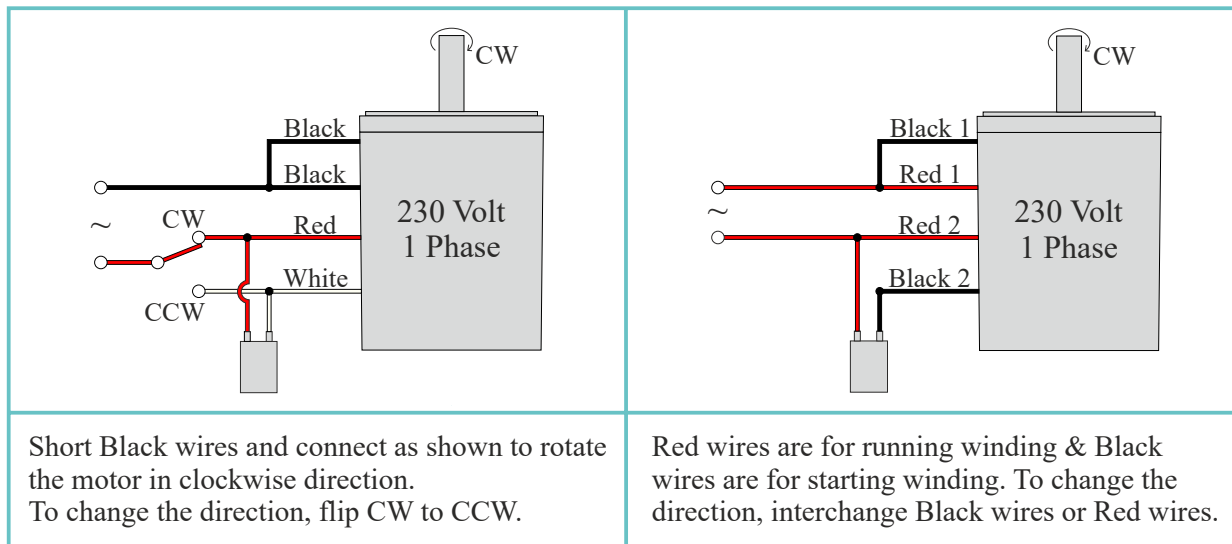 CW
Black
Black
230 Volt
1 Phase
CW
Red
~
White
CCW
CW
Black 1
Red 1
230 Volt
1 Phase
~
Red 2
Black 2
Short Black wires and connect as shown to rotate
the motor in clockwise direction.
To change the direction, flip CW to CCW.
Red wires are for running winding & Black
wires are for starting winding. To change the
direction, interchange Black wires or Red wires.